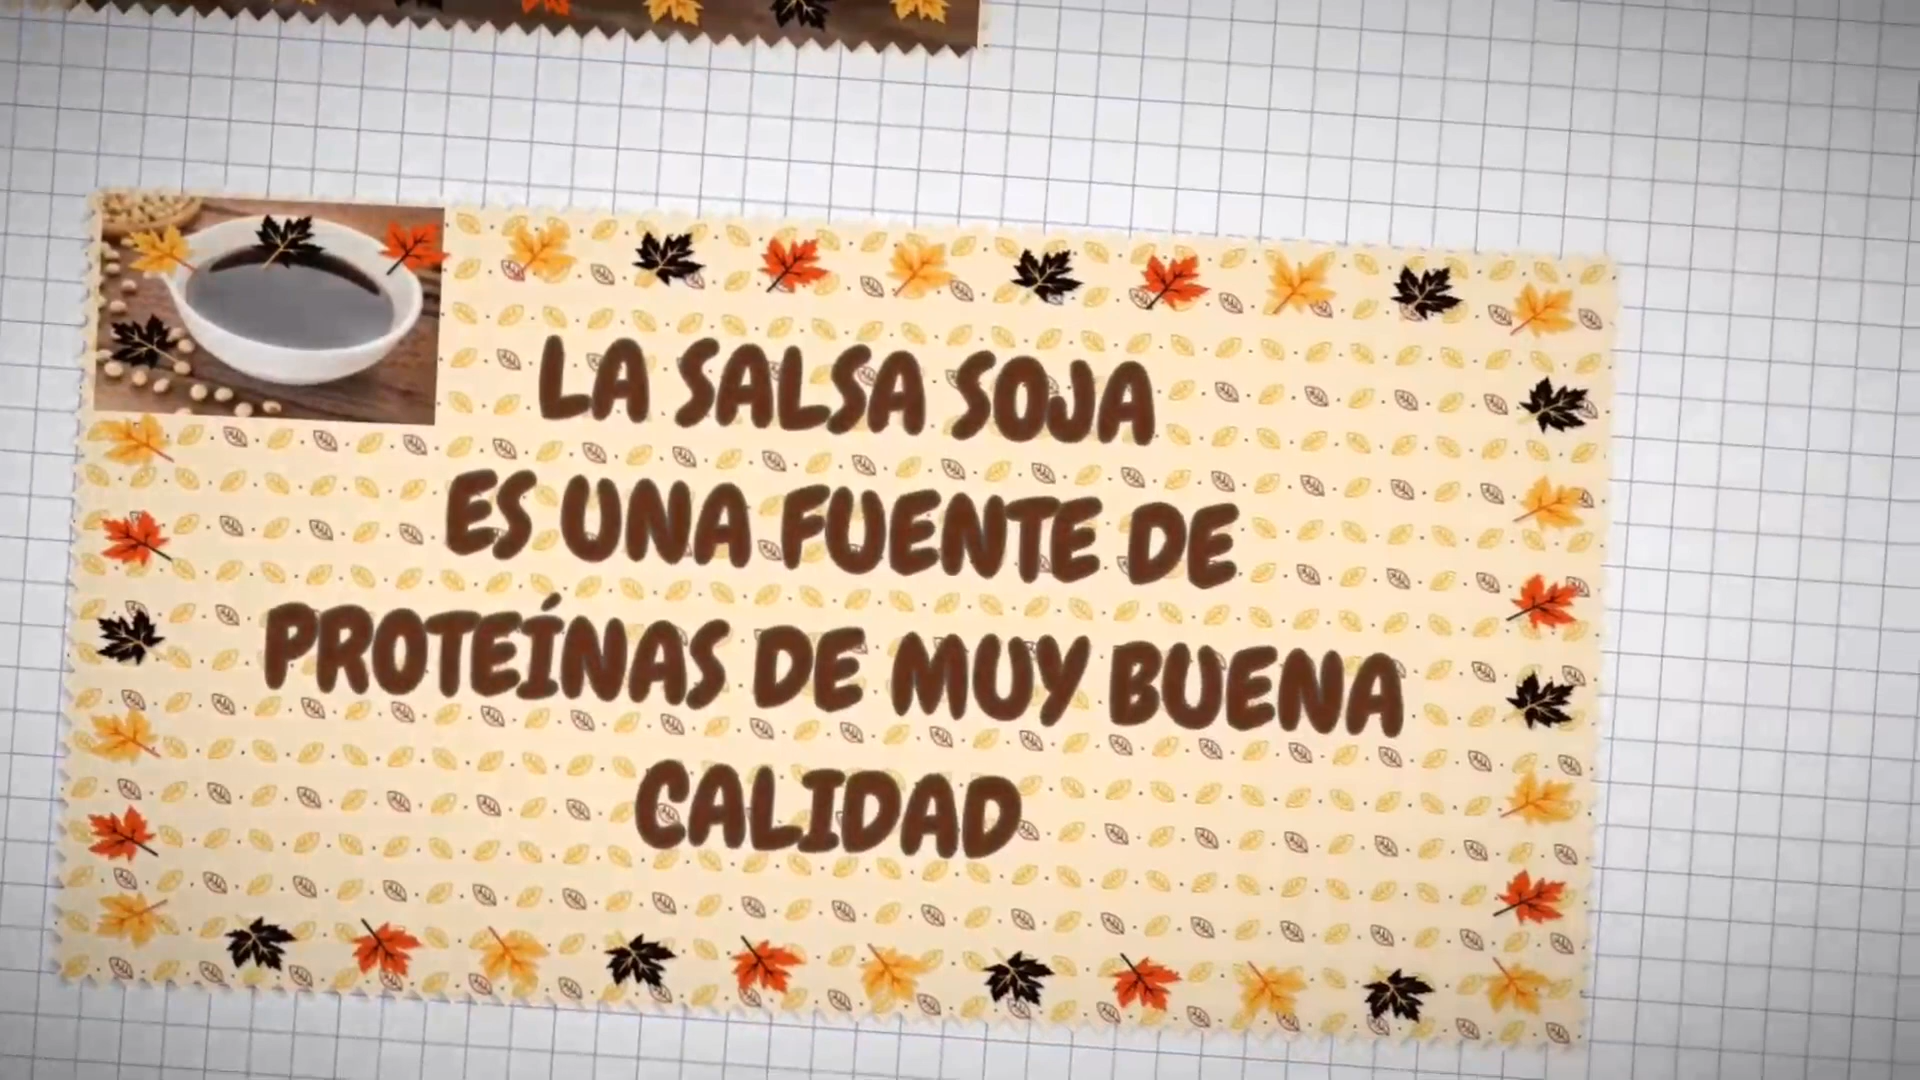 LA SALSA SOJA
ES UNA FUENTE DE
PROTEÍNAS DE MUY BUENA
CALIDAD